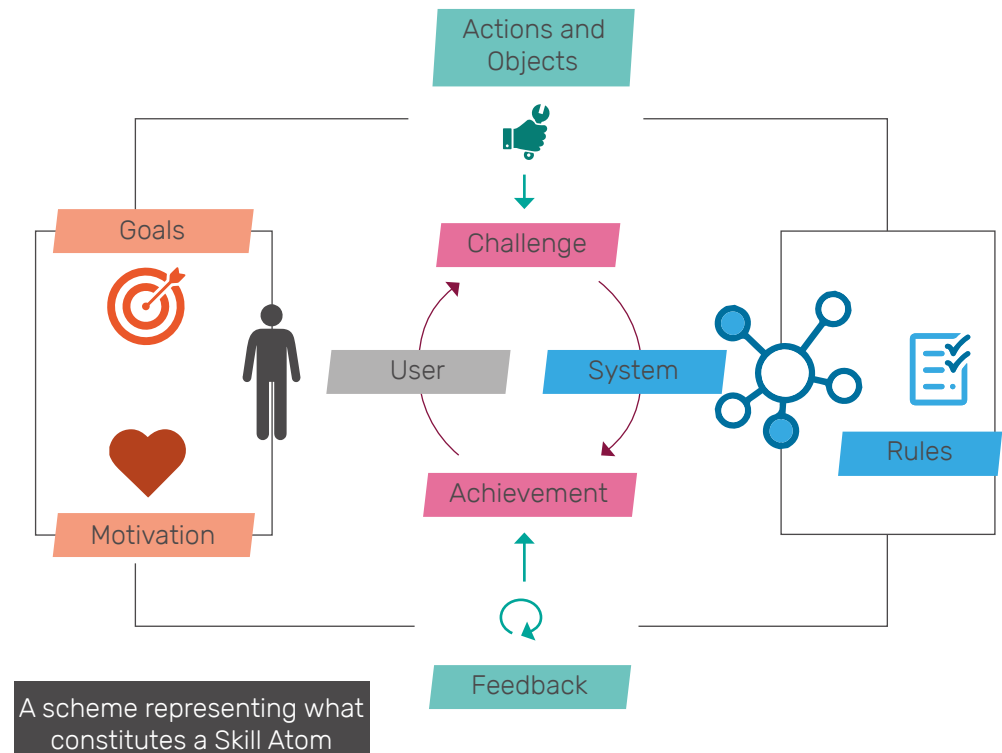 Actions and
Objects
Goals
Challenge
User
System
Rules
Achievement
Motivation
Feedback
A scheme representing what
constitutes a Skill Atom